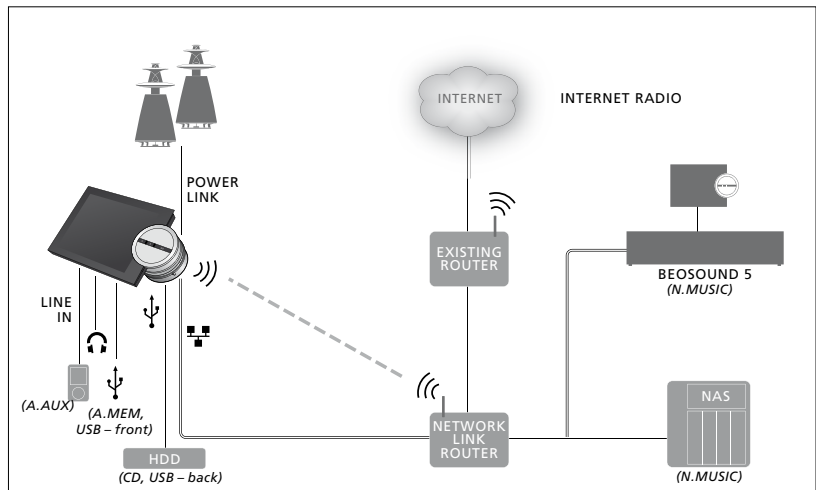 INTERNET
INTERNET RADIO
POWER
LINK
EXISTING
ROUTER
BEOSOUND 5
(N.MUSIC)
LINE
IN
(A.AUX)
(A.MEM,
USB – front)
HDD
(CD, USB – back)
NETWORK
LINK
ROUTER
NAS
(N.MUSIC)